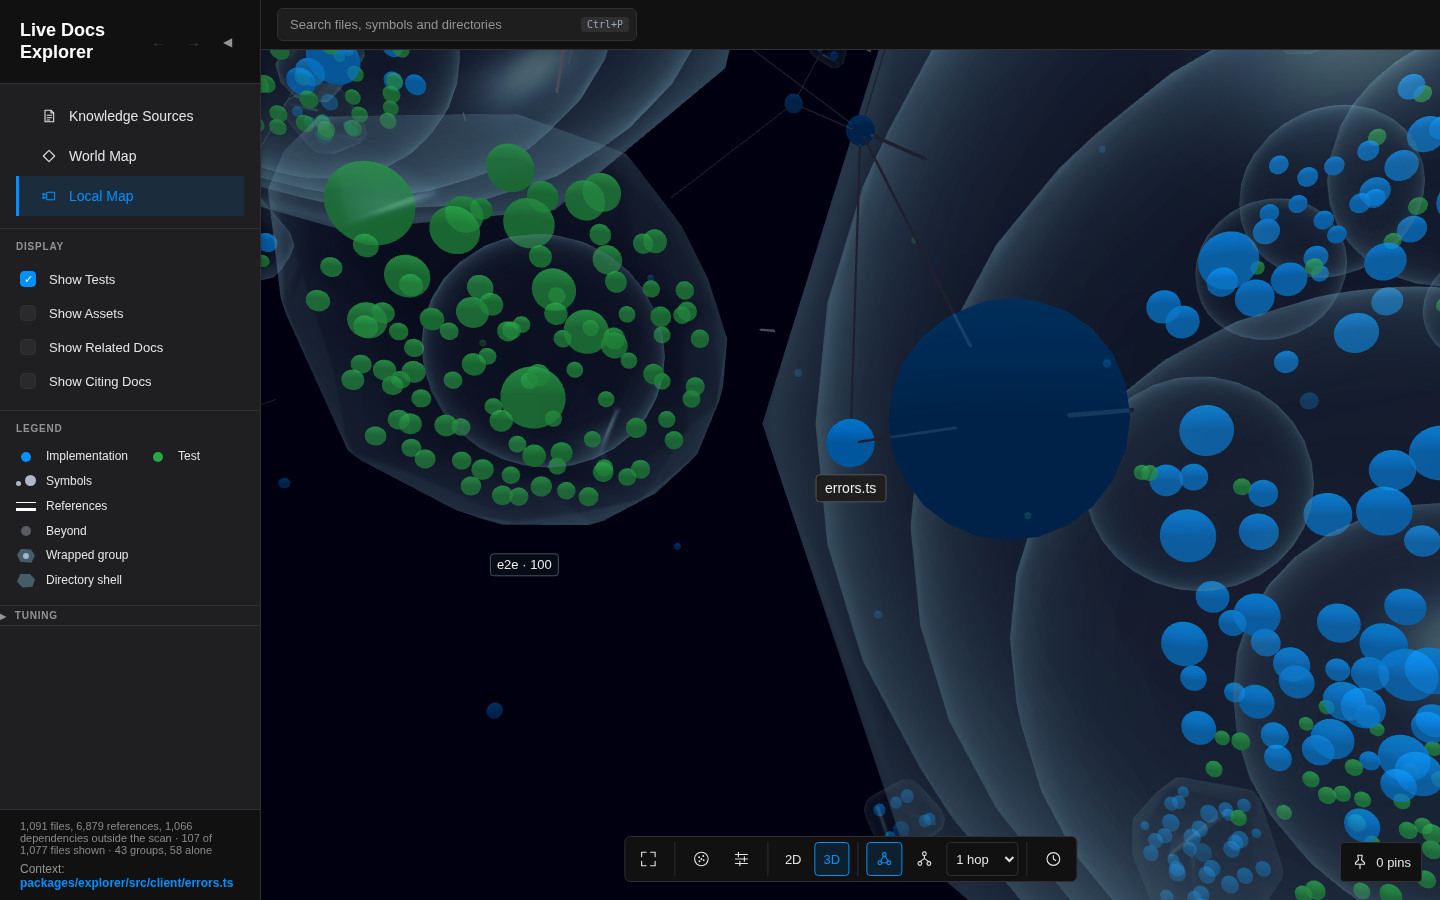 Live Docs
Explorer
Search files, symbols and directories
Ctrl+P
Knowledge Sources
World Map
Local Map
DISPLAY
Show Tests
Show Assets
Show Related Docs
Show Citing Docs
LEGEND
Implementation
Test
Symbols
References
Beyond
Wrapped group
Directory shell
TUNING
errors.ts
e2e · 100
1,091 files, 6,879 references, 1,066
dependencies outside the scan · 107 of
1,077 files shown · 43 groups, 58 alone
Context:
packages/explorer/src/client/errors.ts
2D
3D
1 hop
0 pins